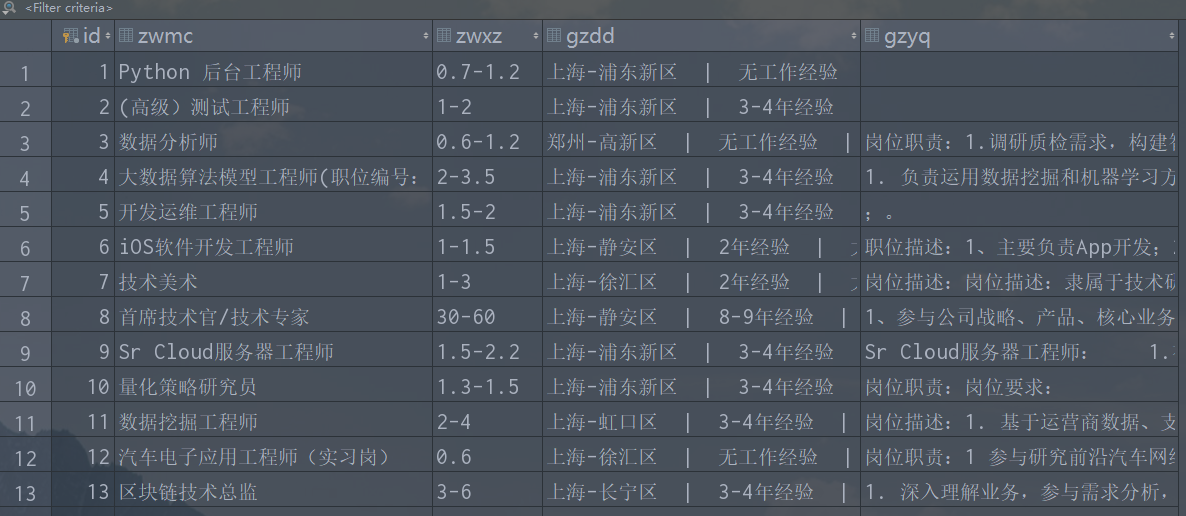 <Filter criteria>
id zwmc zwxz gzdd gzyq
1 1 Python 后台工程师 0.7-1.2 上海-浦东新区 | 无工作经验
2 2 (高级）测试工程师 1-2 上海-浦东新区 | 3-4年经验
3 3 数据分析师 0.6-1.2 郑州-高新区 | 无工作经验 | 岗位职责：1.调研质检需求，构建
4 4 大数据算法模型工程师(职位编号： 2-3.5 上海-浦东新区 | 3-4年经验 1. 负责运用数据挖掘和机器学习方
5 5 开发运维工程师 1.5-2 上海-浦东新区 | 3-4年经验 ；。
6 6 iOS软件开发工程师 1-1.5 上海-静安区 | 2年经验 | 职位描述：1、主要负责App开发；
7 7 技术美术 1-3 上海-徐汇区 | 2年经验 | 岗位描述：岗位描述：隶属于技术研
8 8 首席技术官/技术专家 30-60 上海-静安区 | 8-9年经验 | 1、参与公司战略、产品、核心业务
9 9 Sr Cloud服务器工程师 1.5-2.2 上海-浦东新区 | 3-4年经验 Sr Cloud服务器工程师： 1.
10 10 量化策略研究员 1.3-1.5 上海-浦东新区 | 3-4年经验 岗位职责：岗位要求：
11 11 数据挖掘工程师 2-4 上海-虹口区 | 3-4年经验 | 岗位描述：1. 基于运营商数据、支
12 12 汽车电子应用工程师（实习岗） 0.6 上海-徐汇区 | 无工作经验 | 岗位职责：1 参与研究前沿汽车网
13 13 区块链技术总监 3-6 上海-长宁区 | 3-4年经验 | 1. 深入理解业务，参与需求分析，